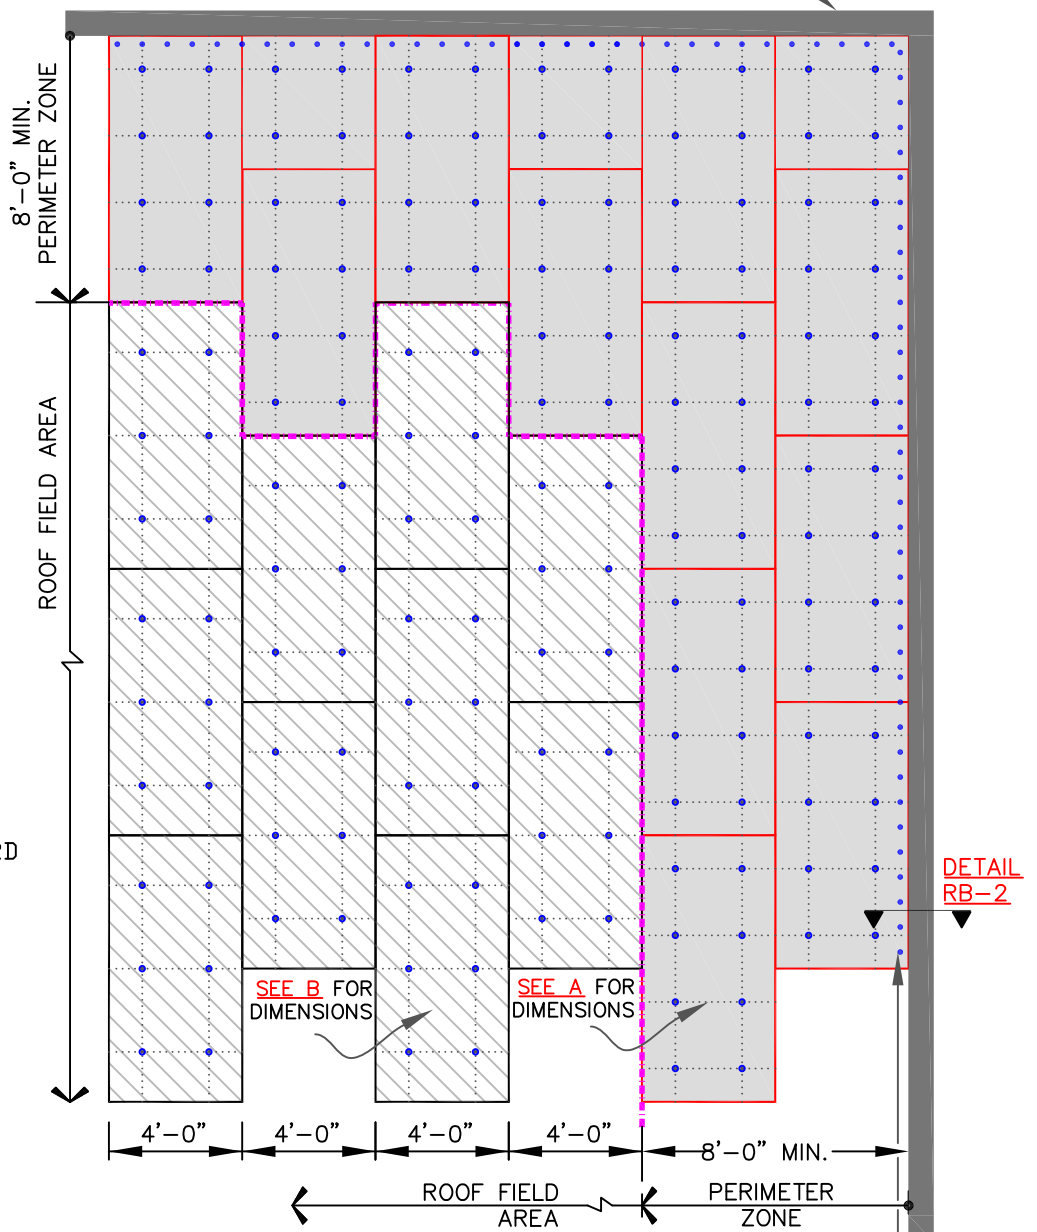 8'-0" MIN.
PERIMETER ZONE
ROOF FIELD AREA
RD
DETAIL
RB-2
SEE B FOR
DIMENSIONS
SEE A FOR
DIMENSIONS
4'-0"
4'-0"
4'-0"
4'-0"
8'-0" MIN.
ROOF FIELD
AREA
PERIMETER
ZONE